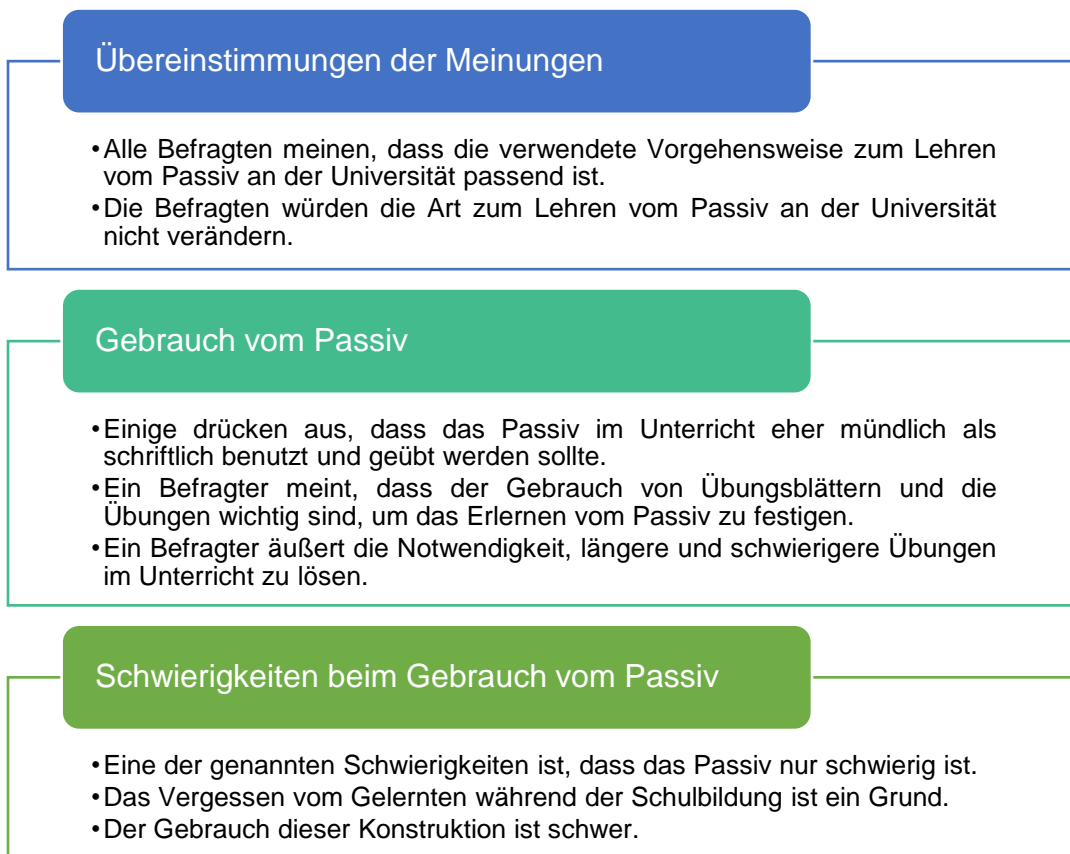 Übereinstimmungen der Meinungen
•Alle Befragten meinen, dass die verwendete Vorgehensweise zum Lehren
vom Passiv an der Universität passend ist.
•Die Befragten würden die Art zum Lehren vom Passiv an der Universität
nicht verändern.
Gebrauch vom Passiv
•Einige drücken aus, dass das Passiv im Unterricht eher mündlich als
schriftlich benutzt und geübt werden sollte.
•Ein Befragter meint, dass der Gebrauch von Übungsblättern und die
Übungen wichtig sind, um das Erlernen vom Passiv zu festigen.
•Ein Befragter äußert die Notwendigkeit, längere und schwierigere Übungen
im Unterricht zu lösen.
Schwierigkeiten beim Gebrauch vom Passiv
•Eine der genannten Schwierigkeiten ist, dass das Passiv nur schwierig ist.
•Das Vergessen vom Gelernten während der Schulbildung ist ein Grund.
•Der Gebrauch dieser Konstruktion ist schwer.